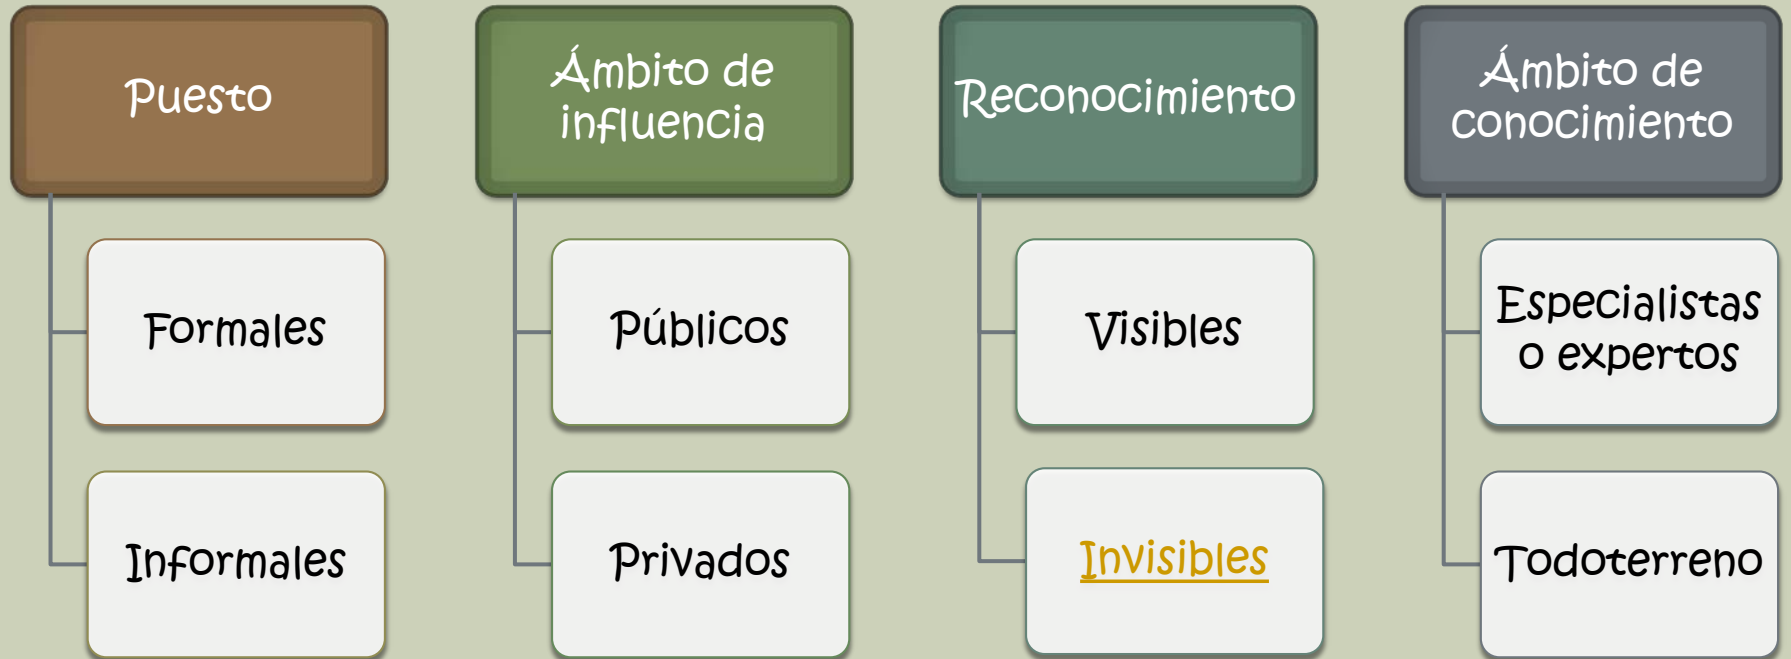 Puesto
Formales
Informales
Ámbito de
influencia
Públicos
Privados
Reconocimiento
Visibles
Invisibles
Ámbito de
conocimiento
Especialistas
o expertos
Todoterreno